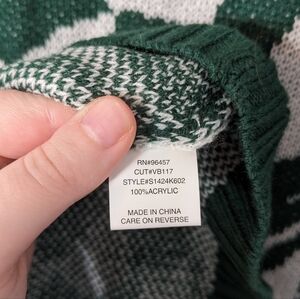 RN#96457
CUT#VB117
STYLE#S1424K602
100%ACRYLIC
MADE IN CHINA
CARE ON REVERSE